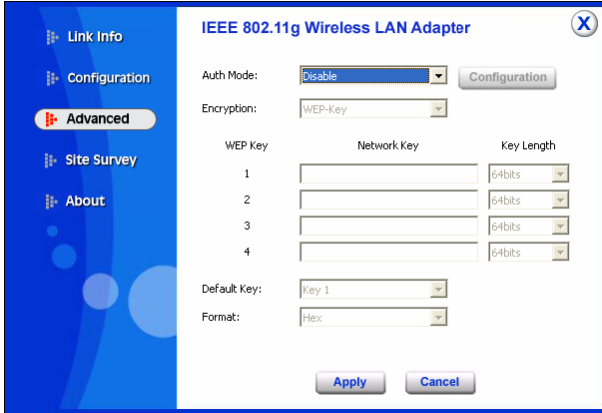 IEEE 802.11g Wireless LAN Adapter
X
Link Info
Configuration
Advanced
Site Survey
About
Auth Mode: Disable Configuration
Encryption: WEP-Key
WEP Key Network Key Key Length
1 64bits
2 64bits
3 64bits
4 64bits
Default Key: Key 1
Format: Hex
Apply Cancel